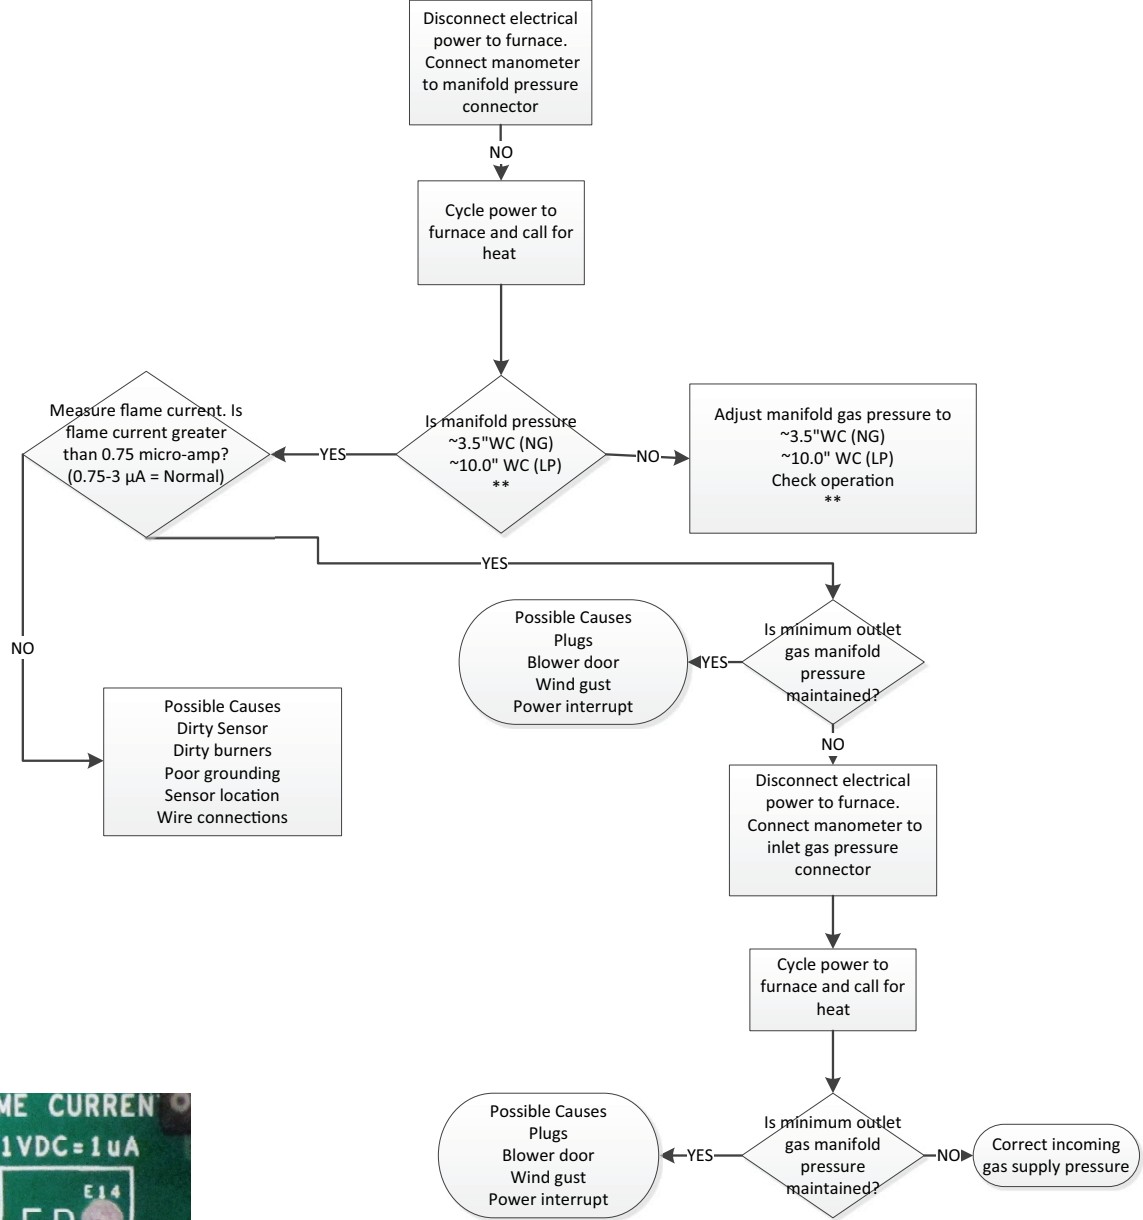 Disconnect electrical
power to furnace.
Connect manometer
to manifold pressure
connector
NO
Cycle power to
furnace and call for
heat
Is manifold pressure
~3.5"WC (NG)
~10.0" WC (LP)
**
YES
NO
Measure flame current. Is
flame current greater
than 0.75 micro-amp?
(0.75-3 µA = Normal)
Adjust manifold gas pressure to
~3.5"WC (NG)
~10.0" WC (LP)
Check operation
**
YES
NO
Possible Causes
Dirty Sensor
Dirty burners
Poor grounding
Sensor location
Wire connections
Is minimum outlet
gas manifold
pressure
maintained?
YES
Possible Causes
Plugs
Blower door
Wind gust
Power interrupt
NO
Disconnect electrical
power to furnace.
Connect manometer to
inlet gas pressure
connector
Cycle power to
furnace and call for
heat
Is minimum outlet
gas manifold
pressure
maintained?
YES
Possible Causes
Plugs
Blower door
Wind gust
Power interrupt
NO
Correct incoming
gas supply pressure
ME CURREN
1VDC=1uA
E14